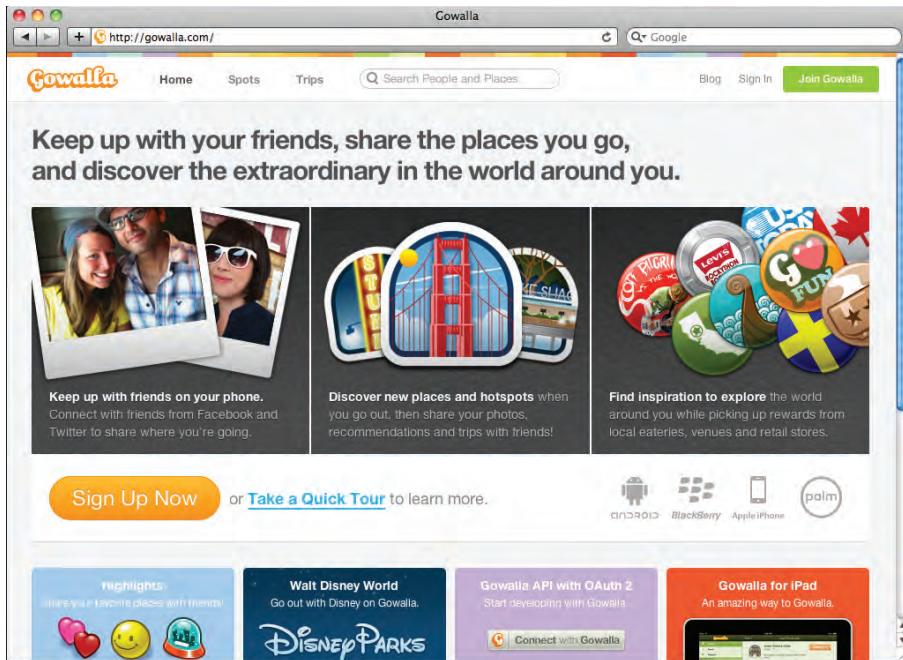 Gowalla
http://gowalla.com/
Google
Gowalla
Home
Spots
Trips
Search People and Places
Blog
Sign In
Join Gowalla
Keep up with your friends, share the places you go,
and discover the extraordinary in the world around you.
LEVI'S
GO
FUN
Keep up with friends on your phone.
Connect with friends from Facebook and
Twitter to share where you're going.
Discover new places and hotspots when
you go out, then share your photos,
recommendations and trips with friends!
Find inspiration to explore the world
around you while picking up rewards from
local eateries, venues and retail stores.
Sign Up Now
or Take a Quick Tour to learn more.
ANDROID
BlackBerry
Apple iPhone
palm
Highlights
Share your favorite places with friends!
Walt Disney World
Go out with Disney on Gowalla.
DISNEY PARKS
Gowalla API with OAuth 2
Start developing with Gowalla.
Connect with Gowalla
Gowalla for iPad
An amazing way to Gowalla.